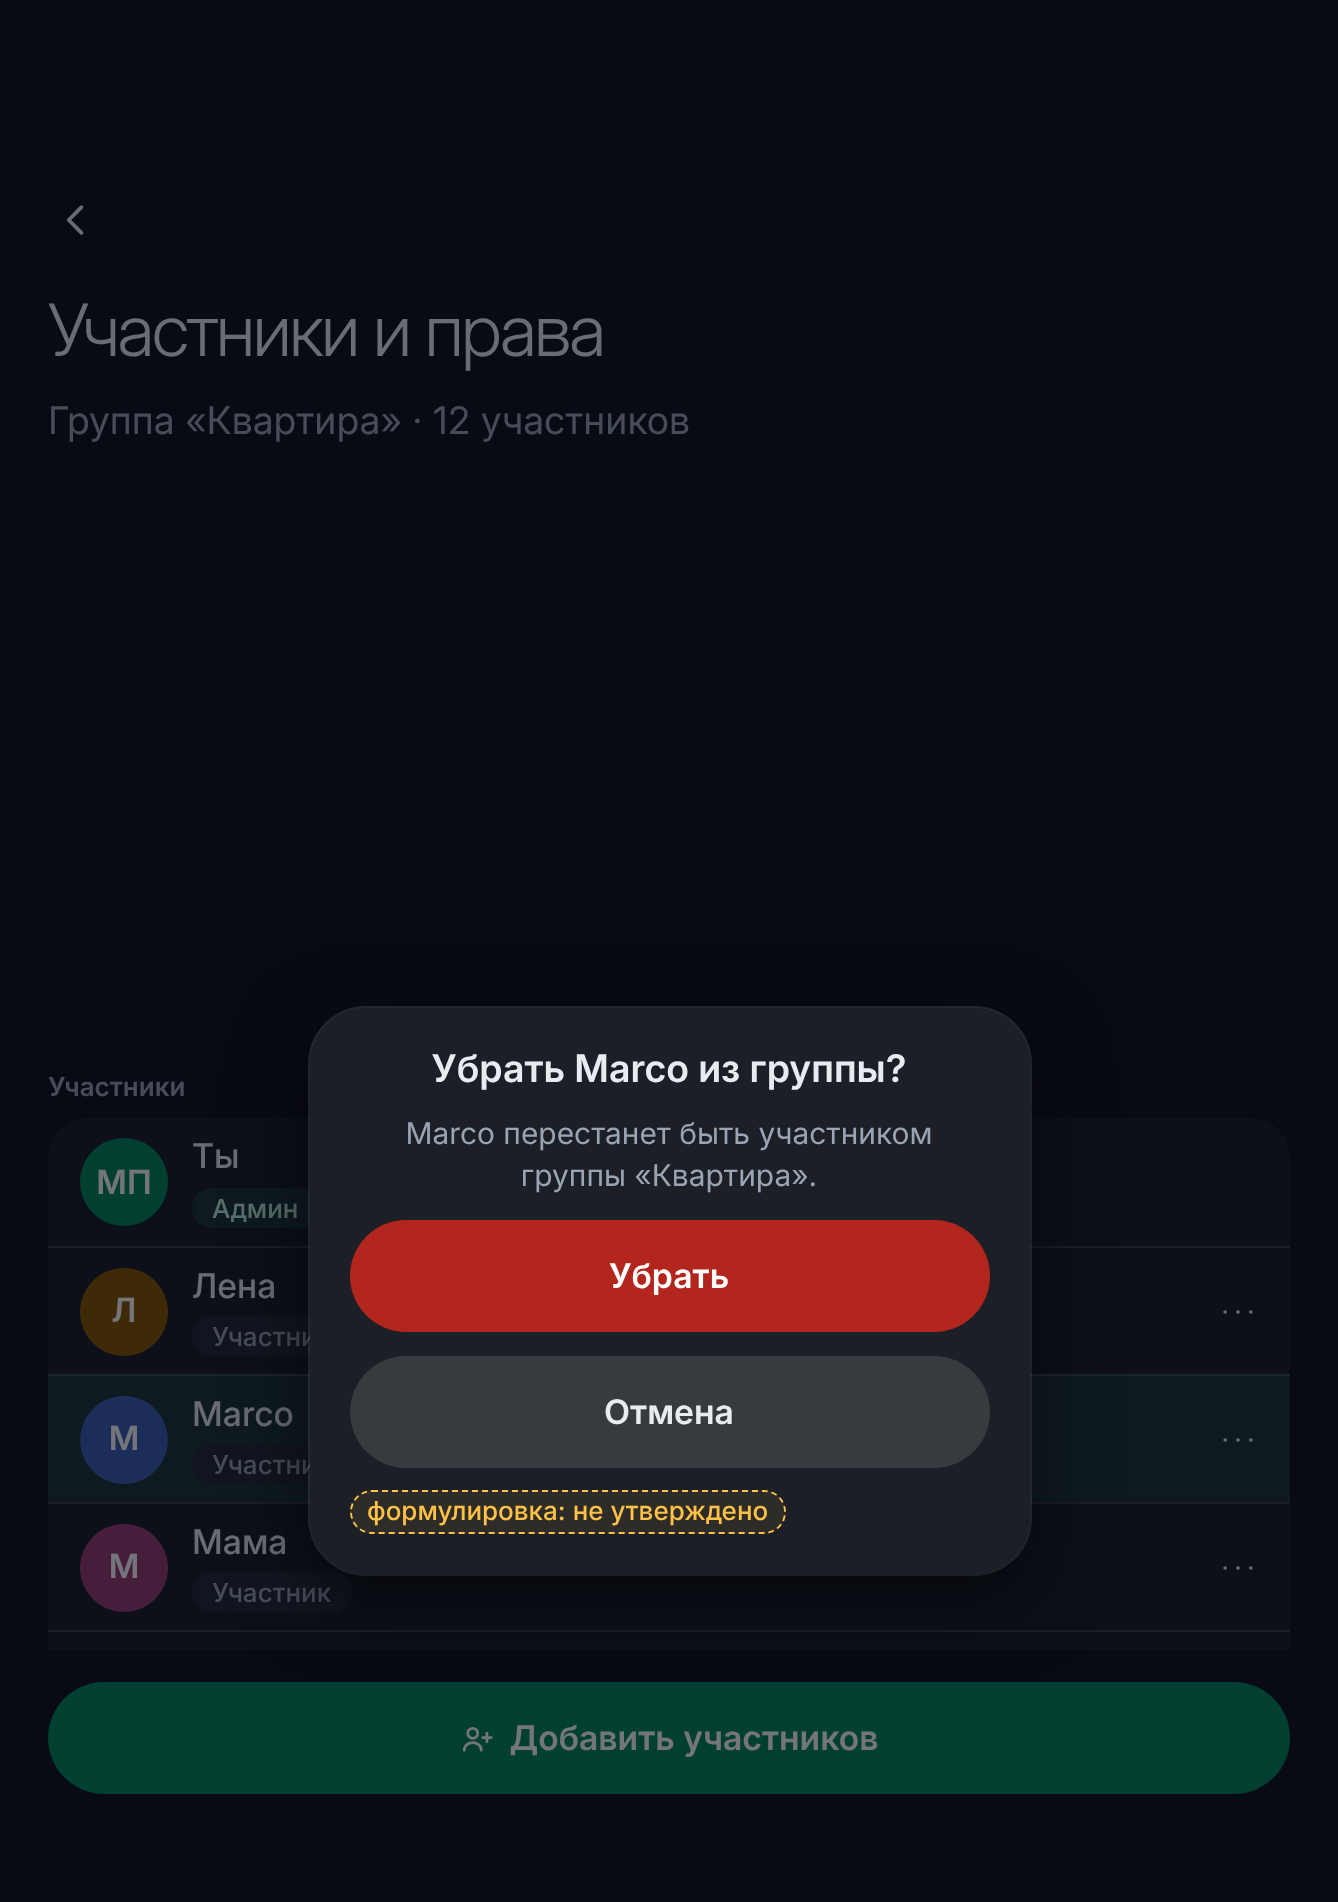 Участники и права
Группа «Квартира» · 12 участников
Убрать Marco из группы?
Marco перестанет быть участником
группы «Квартира».
Убрать
Отмена
формулировка: не утверждено
Участники
МП
Ты
Админ
Л
Лена
M
Marco
М
Мама
Участник
Добавить участников